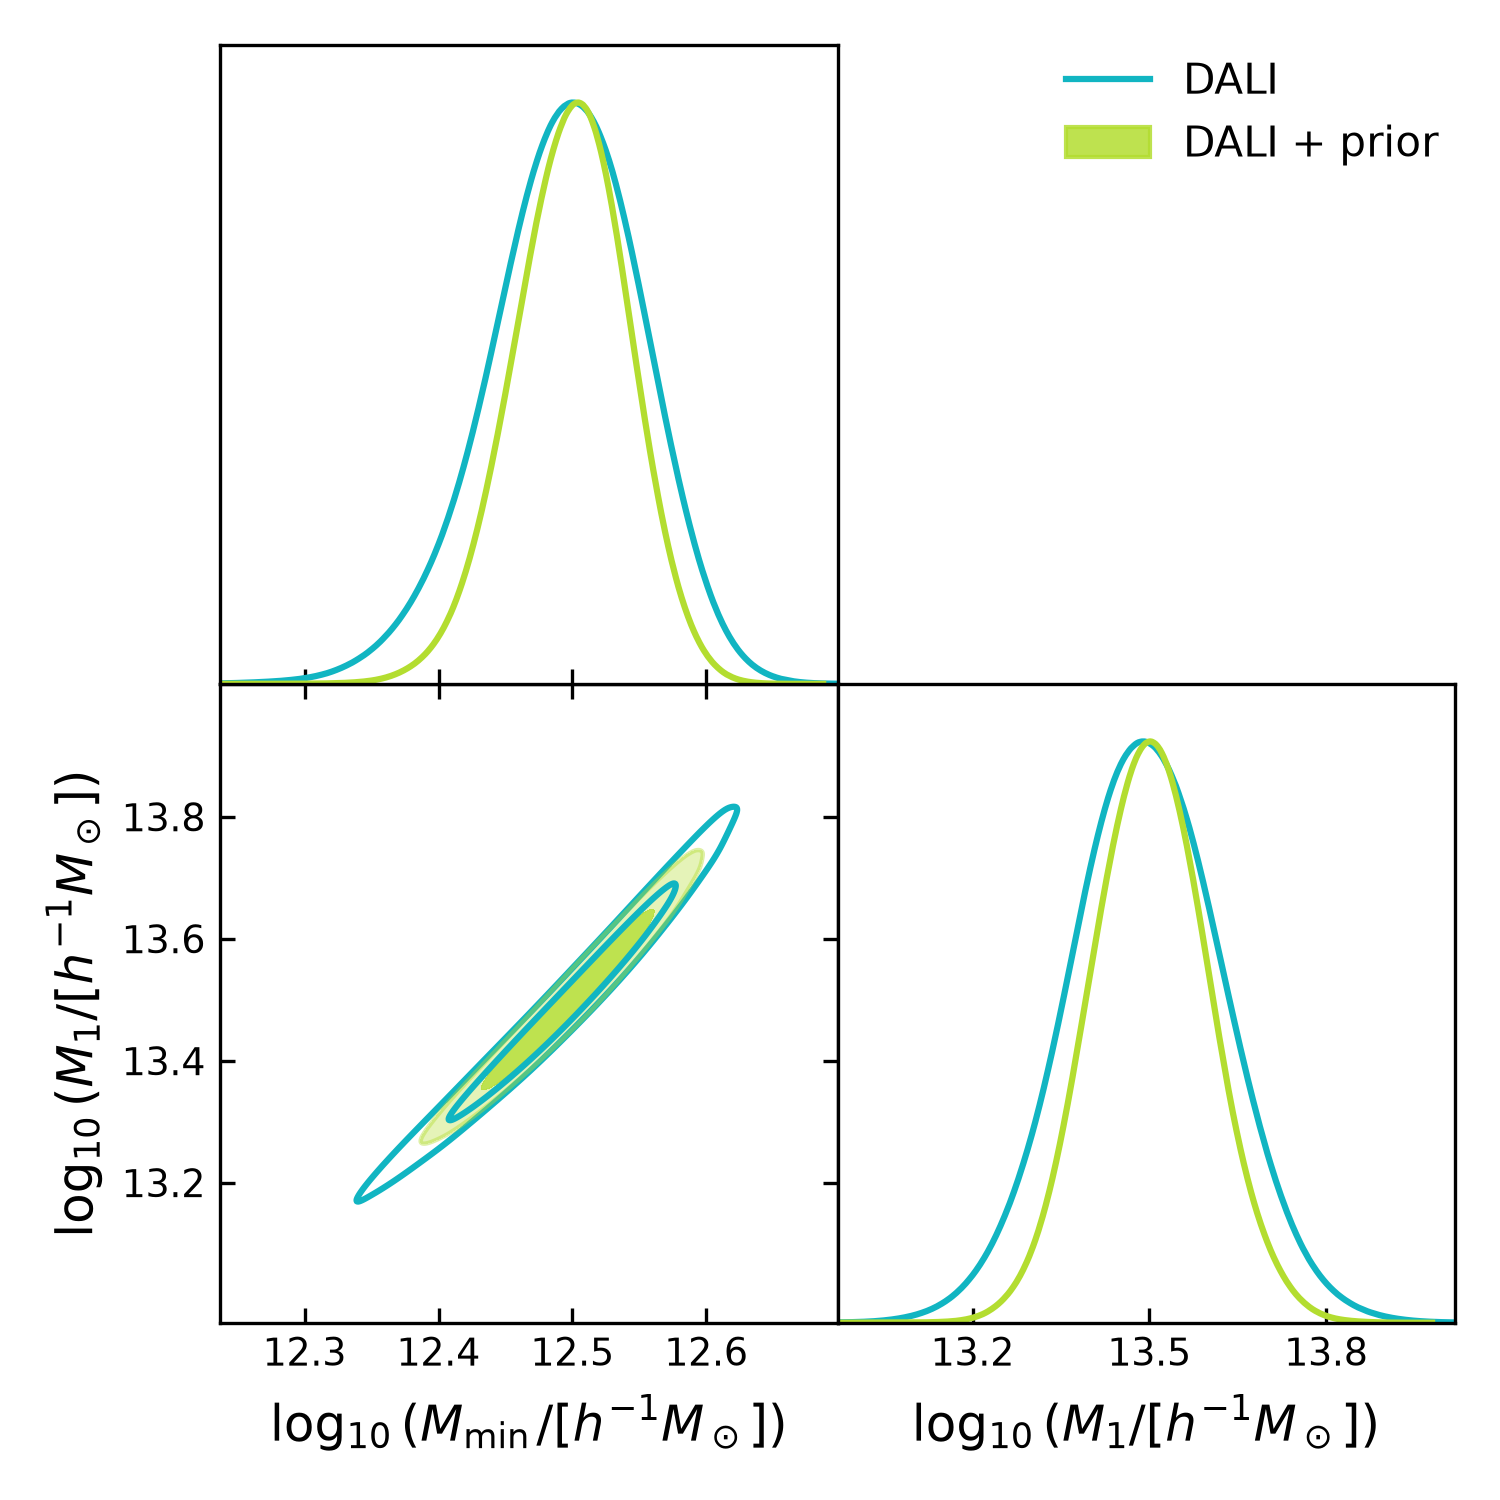 DALI
DALI + prior
13.8
13.6
13.4
13.2
log₁₀ (M₁/[h⁻¹M☉])
12.3 12.4 12.5 12.6
13.2 13.5 13.8
log₁₀ (Mmin/[h⁻¹M☉])
log₁₀ (M₁/[h⁻¹M☉])